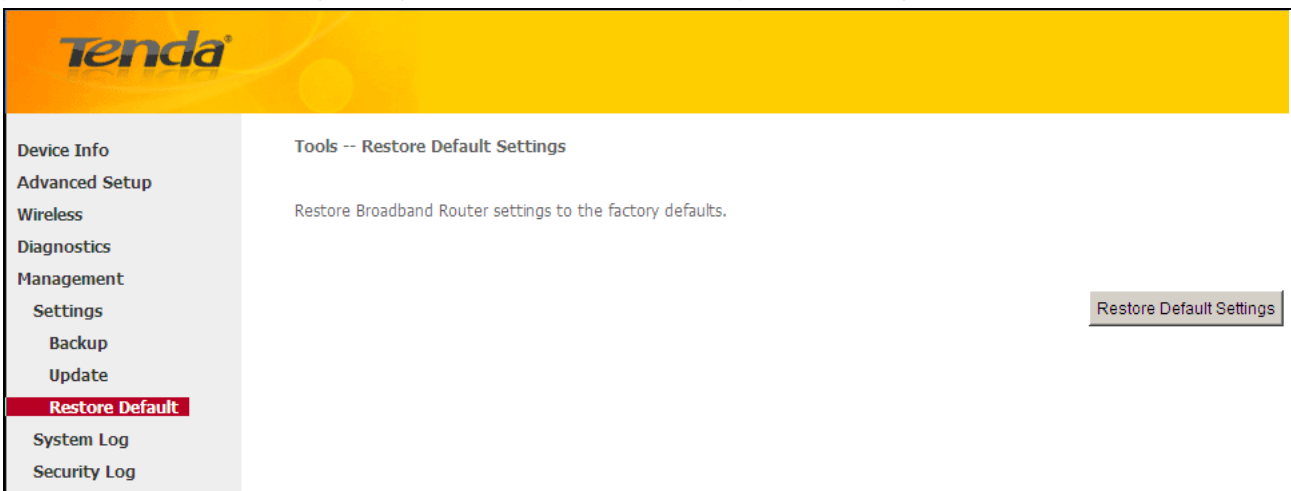 Tenda®
Device Info
Advanced Setup
Wireless
Diagnostics
Management
Settings
Backup
Update
Restore Default
System Log
Security Log
Tools -- Restore Default Settings
Restore Broadband Router settings to the factory defaults.
Restore Default Settings